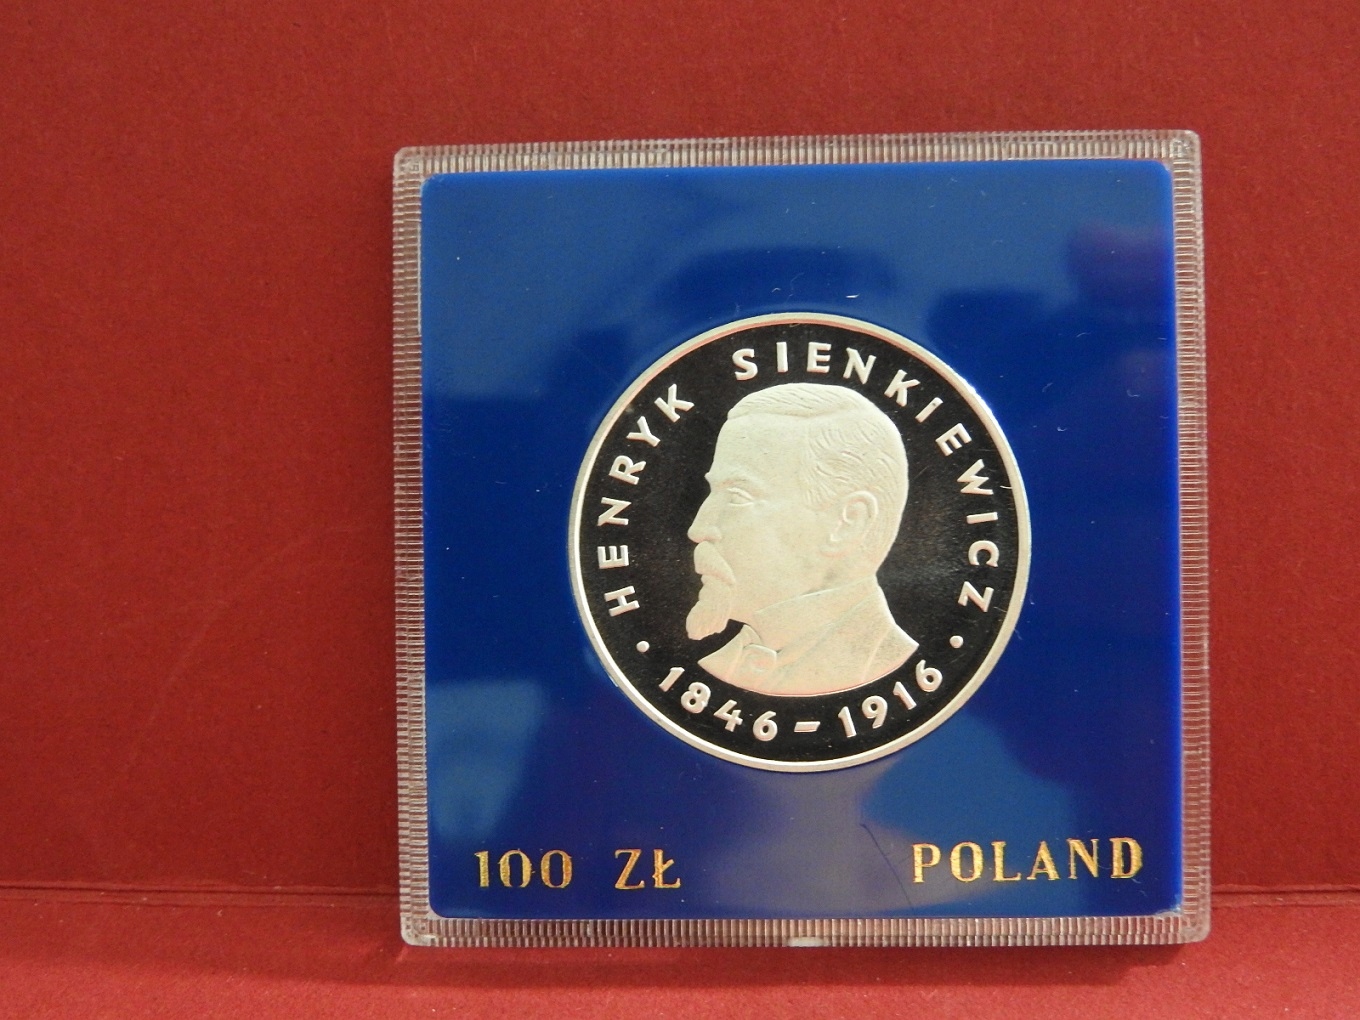 HENRYK SIENKIEWICZ
• 1846–1916 •
100 ZŁ POLAND